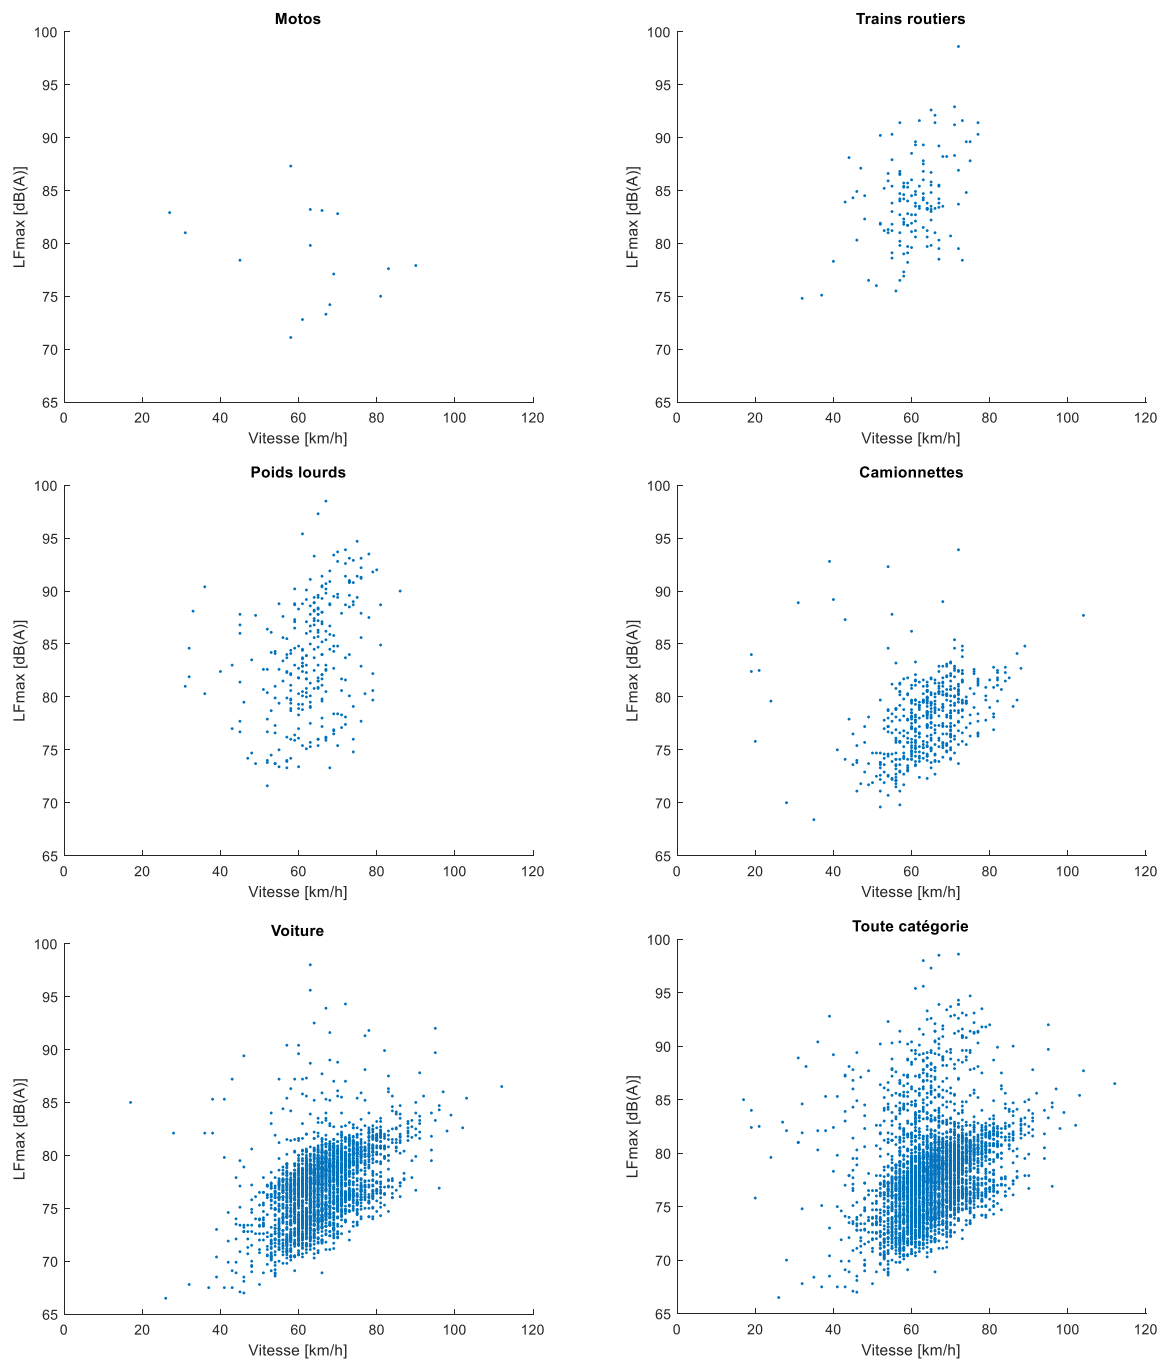 Motos
100
95
90
85
80
75
70
65
LFmax [dB(A)]
0 20 40 60 80 100 120
Vitesse [km/h]
Trains routiers
100
95
90
85
80
75
70
65
LFmax [dB(A)]
0 20 40 60 80 100 120
Vitesse [km/h]
Poids lourds
100
95
90
85
80
75
70
65
LFmax [dB(A)]
0 20 40 60 80 100 120
Vitesse [km/h]
Camionnettes
100
95
90
85
80
75
70
65
LFmax [dB(A)]
0 20 40 60 80 100 120
Vitesse [km/h]
Voiture
100
95
90
85
80
75
70
65
LFmax [dB(A)]
0 20 40 60 80 100 120
Vitesse [km/h]
Toute catégorie
100
95
90
85
80
75
70
65
LFmax [dB(A)]
0 20 40 60 80 100 120
Vitesse [km/h]